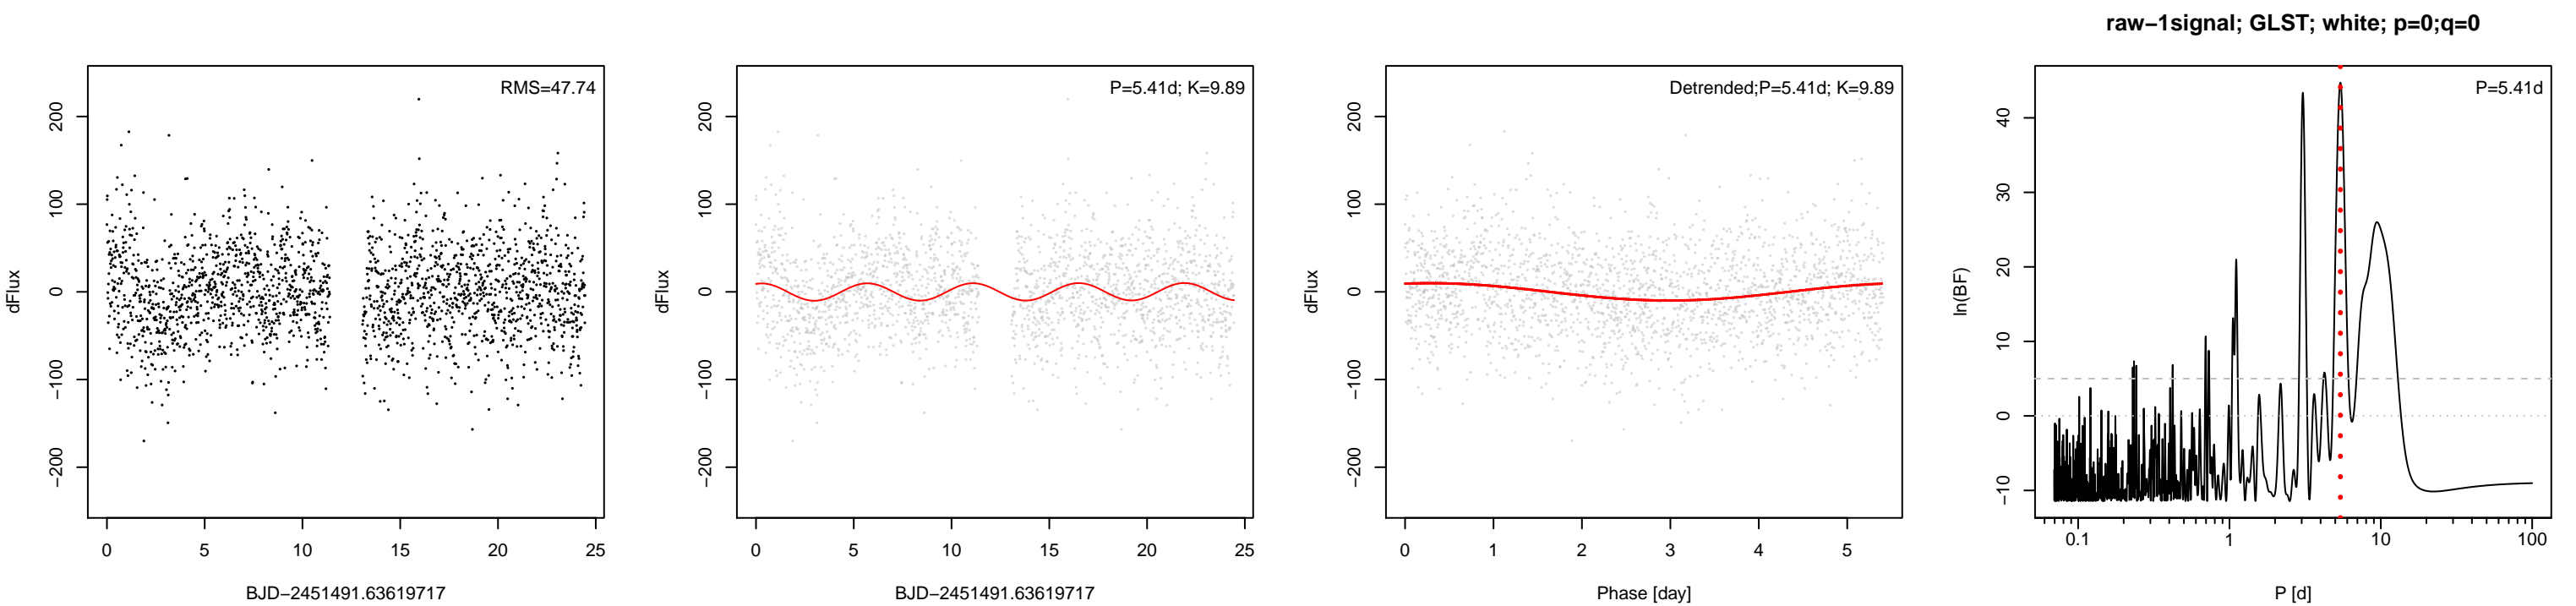 raw−1signal; GLST; white; p=0;q=0
RMS=47.74
dFlux
200
100
0
−100
−200
0 5 10 15 20 25
BJD−2451491.63619717
P=5.41d; K=9.89
dFlux
200
100
0
−100
−200
0 5 10 15 20 25
BJD−2451491.63619717
Detrended;P=5.41d; K=9.89
dFlux
200
100
0
−100
−200
0 1 2 3 4 5
Phase [day]
P=5.41d
ln(BF)
40
30
20
10
0
−10
0.1 1 10 100
P [d]